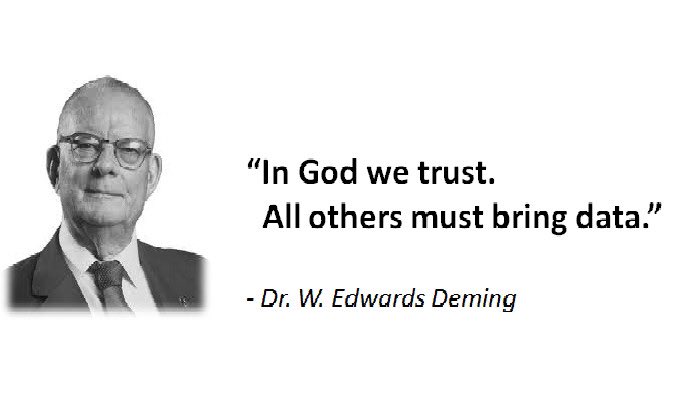 “In God we trust.
All others must bring data.”
- Dr. W. Edwards Deming